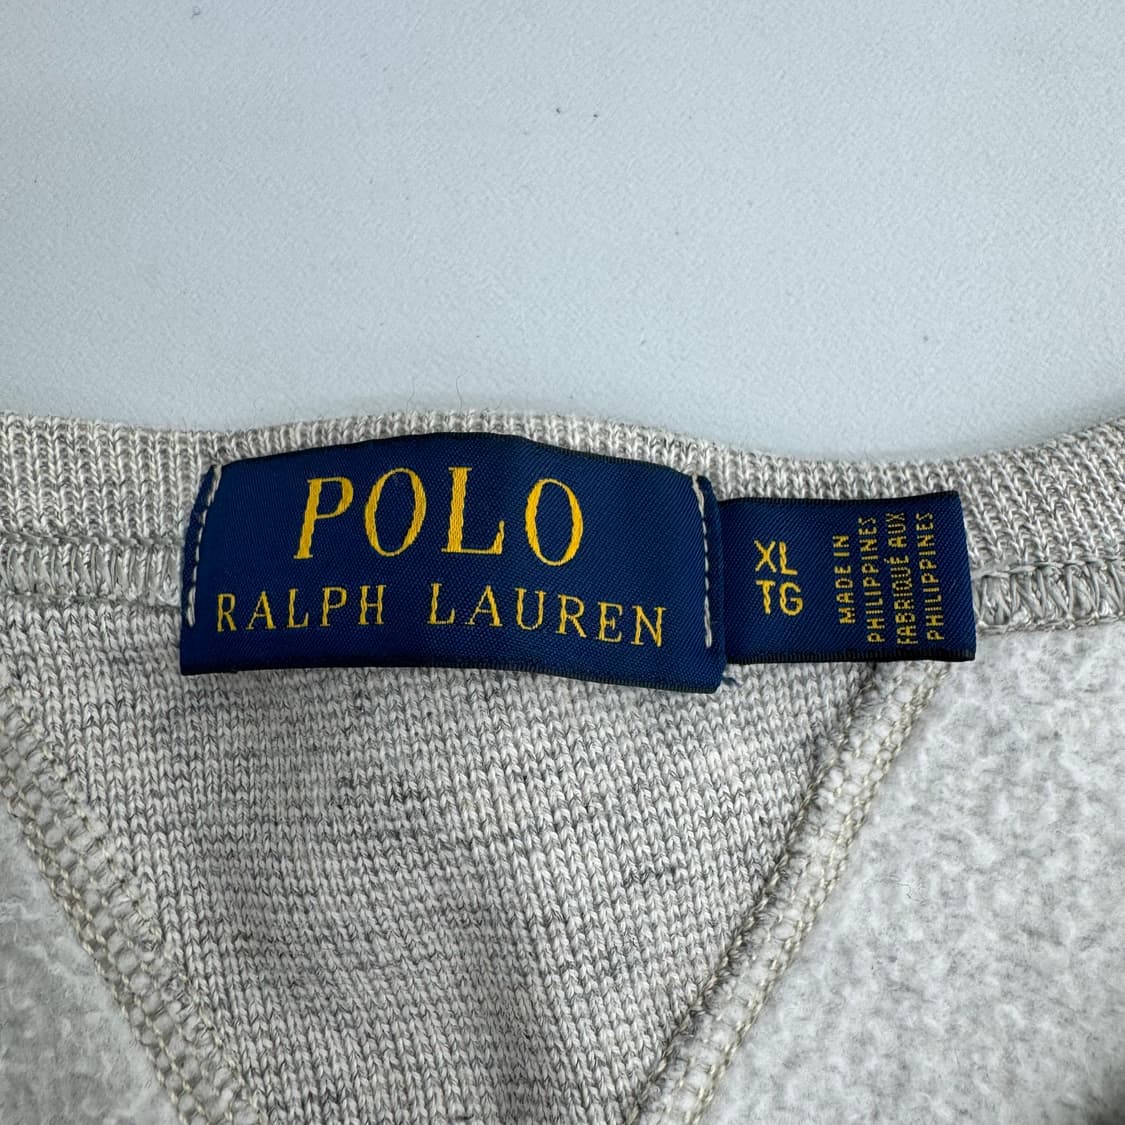 POLO
RALPH LAUREN
XL
TG
MADE IN
PHILIPPINES
FABRIQUÉ AUX
PHILIPPINES